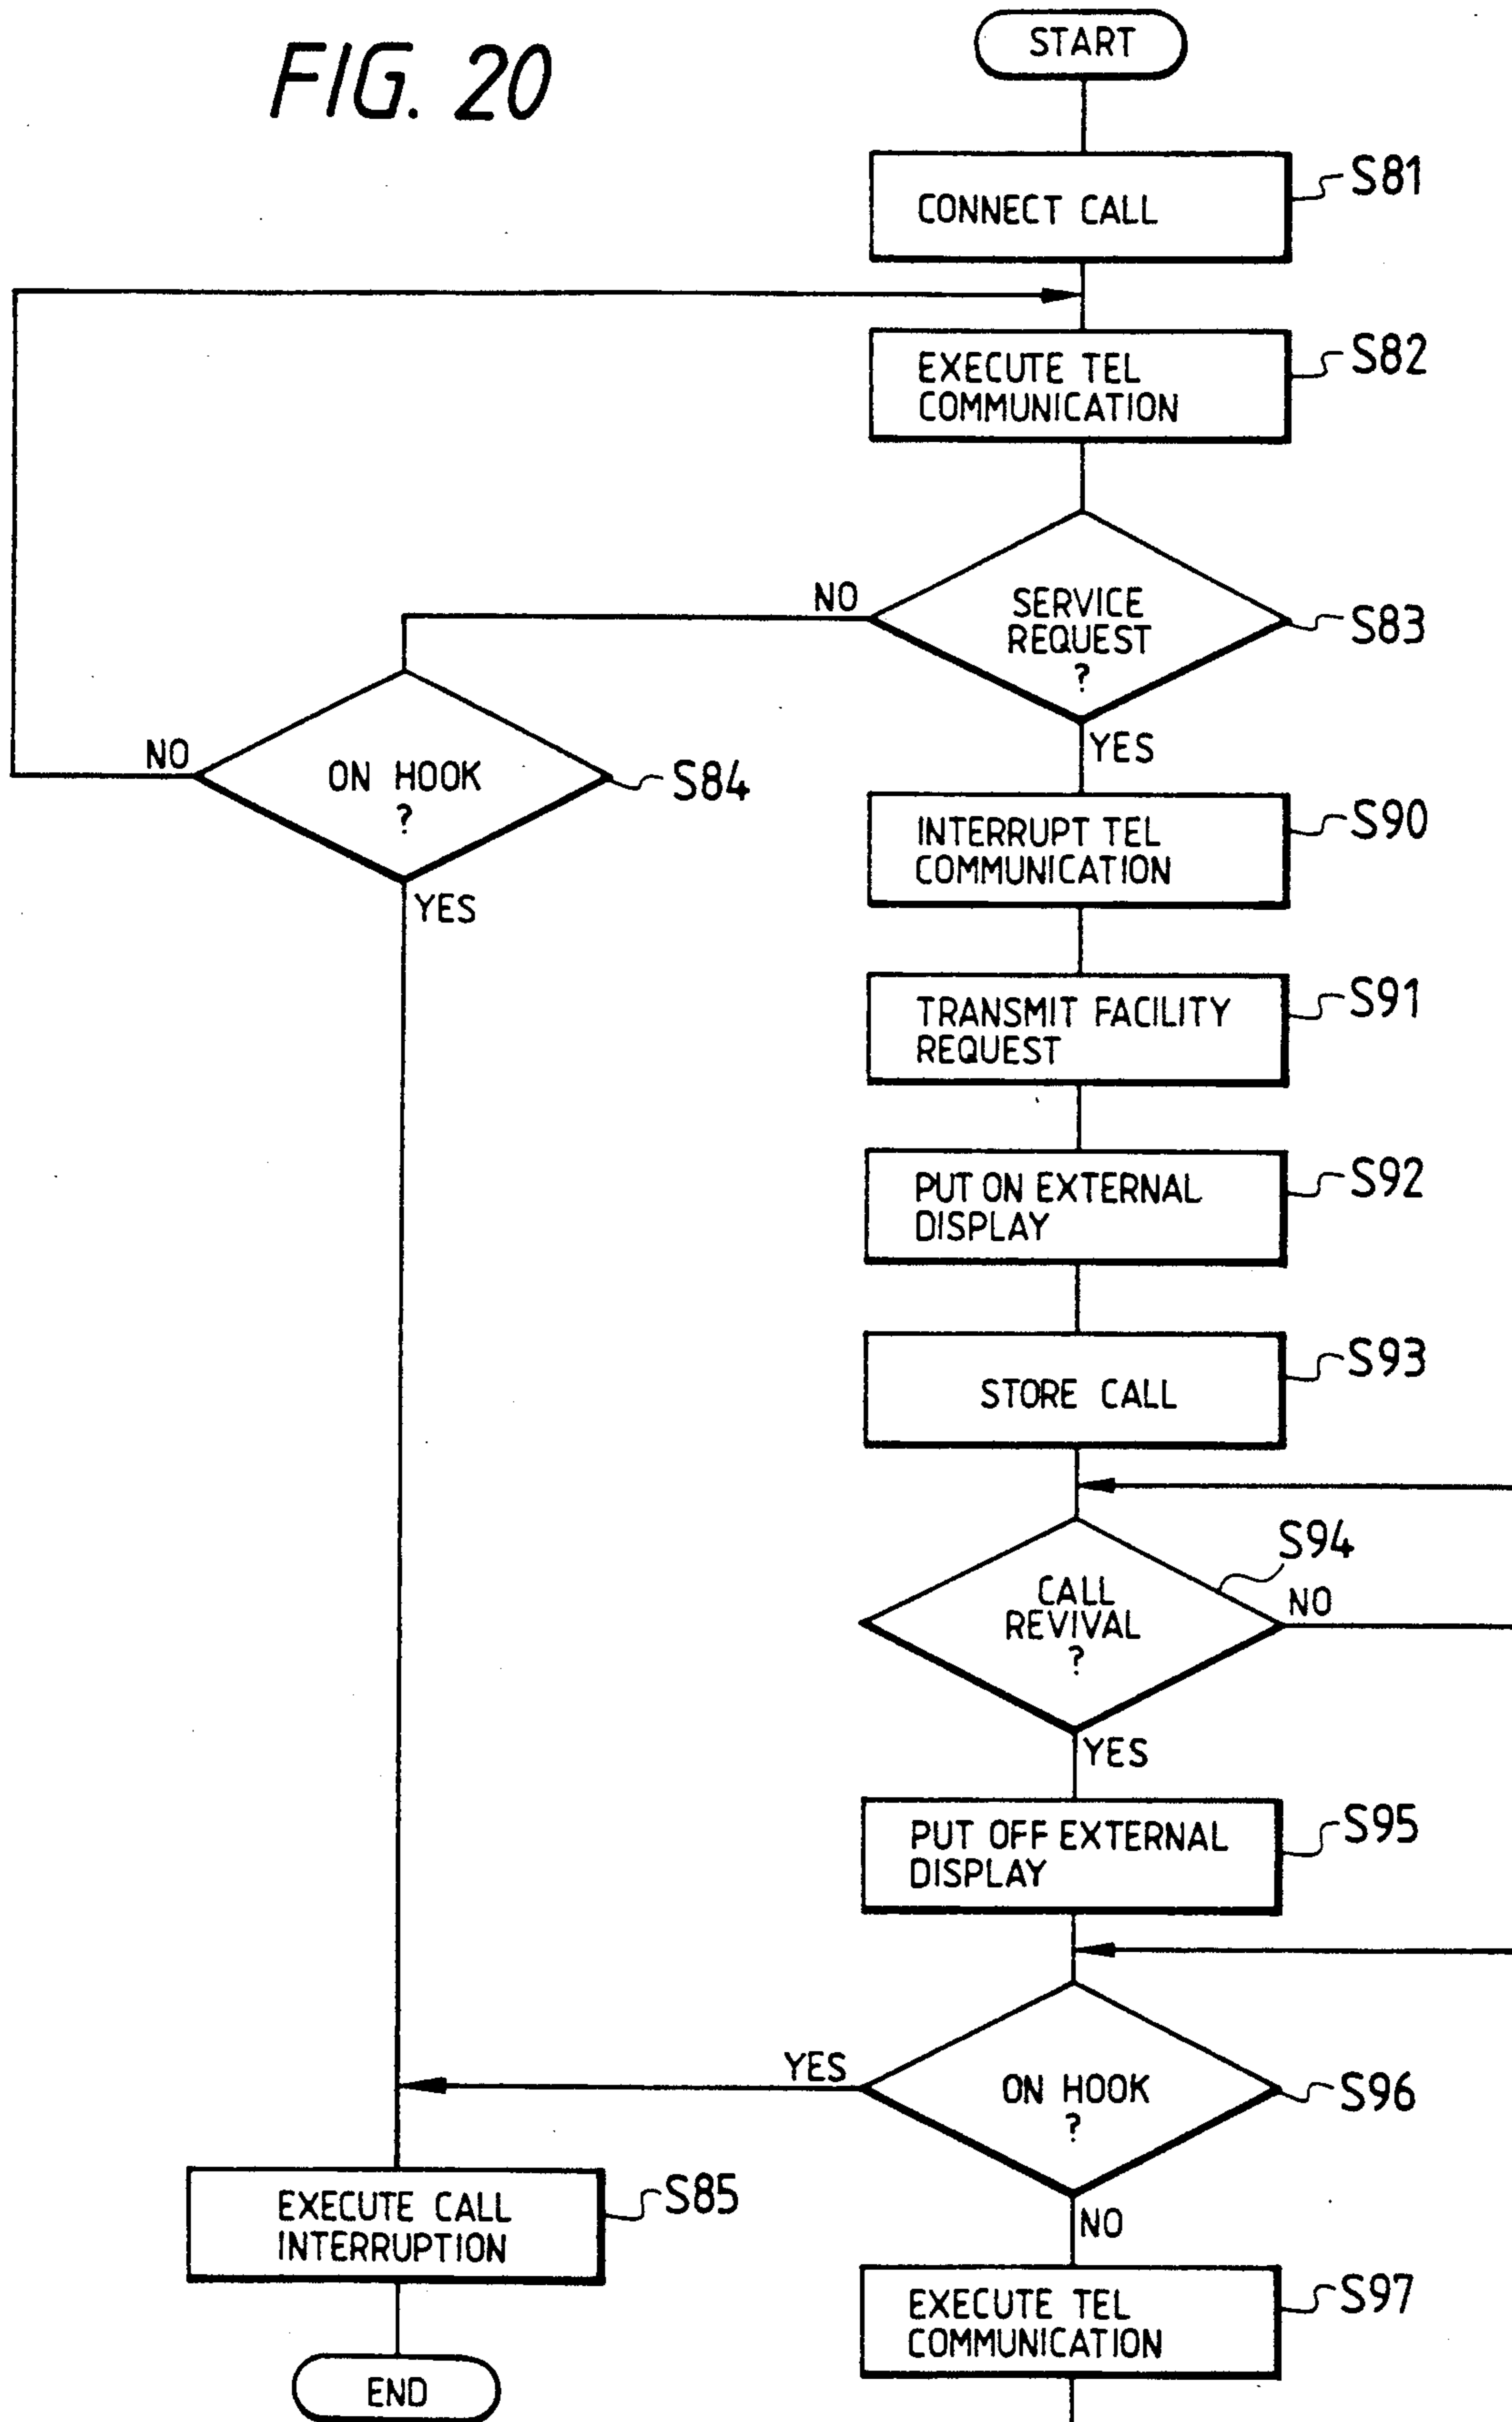 FIG. 20
START
CONNECT CALL
S81
EXECUTE TEL
COMMUNICATION
S82
SERVICE
REQUEST
?
S83
NO
YES
ON HOOK
?
S84
NO
YES
INTERRUPT TEL
COMMUNICATION
S90
TRANSMIT FACILITY
REQUEST
S91
PUT ON EXTERNAL
DISPLAY
S92
STORE CALL
S93
CALL
REVIVAL
?
S94
NO
YES
PUT OFF EXTERNAL
DISPLAY
S95
ON HOOK
?
S96
YES
NO
EXECUTE CALL
INTERRUPTION
S85
EXECUTE TEL
COMMUNICATION
S97
END